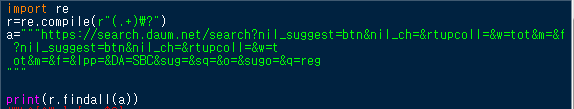 import re
r=re.compile(r"(.+)#?")
a="""https://search.daum.net/search?nil_suggest=btn&nil_ch=&rtupcoll=&w=tot&m=&f
?nil_suggest=btn&nil_ch=&rtupcoll=&w=t
ot&m=&f=&lpp=&DA=SBC&sug=&sq=&o=&sugo=&q=reg
"""
print(r.findall(a))